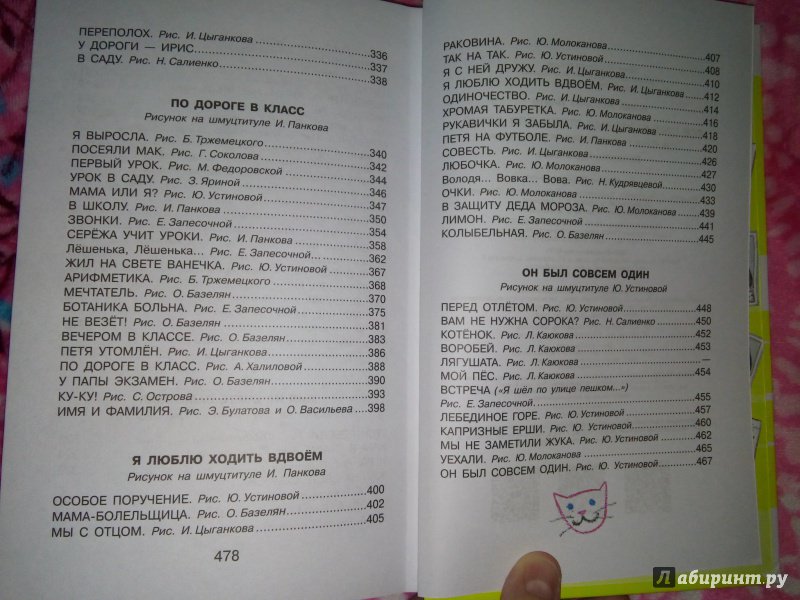 ПЕРЕПОЛОХ. Рис. И. Цыганкова 336
У ДОРОГИ — ИРИС. 337
В САДУ. Рис. Н. Салиенко 338
ПО ДОРОГЕ В КЛАСС
Рисунок на шмуцтитуле И. Панкова
Я ВЫРОСЛА. Рис. Б. Тржемецкого 340
ПОСЕЯЛИ МАК. Рис. Г. Соколова 342
ПЕРВЫЙ УРОК. Рис. М. Федоровской 344
УРОК В САДУ. Рис. З. Яриной 346
МАМА ИЛИ Я? Рис. Ю. Устиновой 347
В ШКОЛУ. Рис. И. Панкова 350
ЗВОНКИ. Рис. Е. Запесочной 354
СЕРЁЖА УЧИТ УРОКИ. Рис. И. Панкова 358
Лёшенька, Лёшенька... Рис. Е. Запесочной 362
ЖИЛ НА СВЕТЕ ВАНЕЧКА. Рис. Ю. Устиновой 367
АРИФМЕТИКА. Рис. Б. Тржемецкого 368
МЕЧТАТЕЛЬ. Рис. О. Базелян 370
БОТАНИКА БОЛЬНА. Рис. Е. Запесочной 375
НЕ ВЕЗЁТ! Рис. О. Базелян 381
ВЕЧЕРОМ В КЛАССЕ. Рис. О. Базелян 383
ПЕТЯ УТОМЛЁН. Рис. И. Цыганкова 386
ПО ДОРОГЕ В КЛАСС. Рис. А. Халиловой 388
У ПАПЫ ЭКЗАМЕН. Рис. О. Базелян 390
КУ-КУ! Рис. С. Острова 393
ИМЯ И ФАМИЛИЯ. Рис. Э. Булатова и О. Васильева 398
Я ЛЮБЛЮ ХОДИТЬ ВДВОЁМ
Рисунок на шмуцтитуле И. Панкова
ОСОБОЕ ПОРУЧЕНИЕ. Рис. Ю. Устиновой 400
МАМА-БОЛЕЛЬЩИЦА. Рис. О. Базелян 402
МЫ С ОТЦОМ. Рис. И. Цыганкова 405
478
РАКОВИНА. Рис. Ю. Молоканова 407
ТАК НА ТАК. Рис. Ю. Устиновой 408
Я С НЕЙ ДРУЖУ. Рис. И. Цыганкова 410
Я ЛЮБЛЮ ХОДИТЬ ВДВОЁМ. Рис. И. Цыганкова 412
ОДИНОЧЕСТВО. Рис. И. Цыганкова 414
ХРОМАЯ ТАБУРЕТКА. Рис. Ю. Молоканова 416
РУКАВИЧКИ Я ЗАБЫЛА. Рис. И. Цыганкова 418
ПЕТЯ НА ФУТБОЛЕ. Рис. И. Панкова 420
СОВЕСТЬ. Рис. И. Цыганкова 426
ЛЮБОЧКА. Рис. Ю. Молоканова 427
Володя... Вовка... Вова. Рис. Н. Кудрявцевой 430
ОЧКИ. Рис. Ю. Молоканова 433
В ЗАЩИТУ ДЕДА МОРОЗА. Рис. Ю. Молоканова 439
ЛИМОН. Рис. Е. Запесочной 441
КОЛЫБЕЛЬНАЯ. Рис. О. Базелян 445
ОН БЫЛ СОВСЕМ ОДИН
Рисунок на шмуцтитуле Ю. Устиновой
ПЕРЕД ОТЛЁТОМ. Рис. Ю. Устиновой 448
ВАМ НЕ НУЖНА СОРОКА? Рис. Н. Салиенко 450
КОТЁНОК. Рис. Л. Каюкова 452
ВОРОБЕЙ. Рис. Л. Каюкова 453
ЛЯГУШАТА. Рис. Л. Каюкова —
МОЙ ПЁС. Рис. Л. Каюкова 454
ВСТРЕЧА («Я шёл по улице пешком...»)
Рис. Е. Запесочной 455
ЛЕБЕДИНОЕ ГОРЕ. Рис. Ю. Устиновой 457
КАПРИЗНЫЕ ЕРШИ. Рис. Ю. Устиновой 460
МЫ НЕ ЗАМЕТИЛИ ЖУКА. Рис. Ю. Устиновой 462
УЕХАЛИ. Рис. Ю. Молоканова 465
ОН БЫЛ СОВСЕМ ОДИН. Рис. Ю. Устиновой 467
Лабиринт.ру